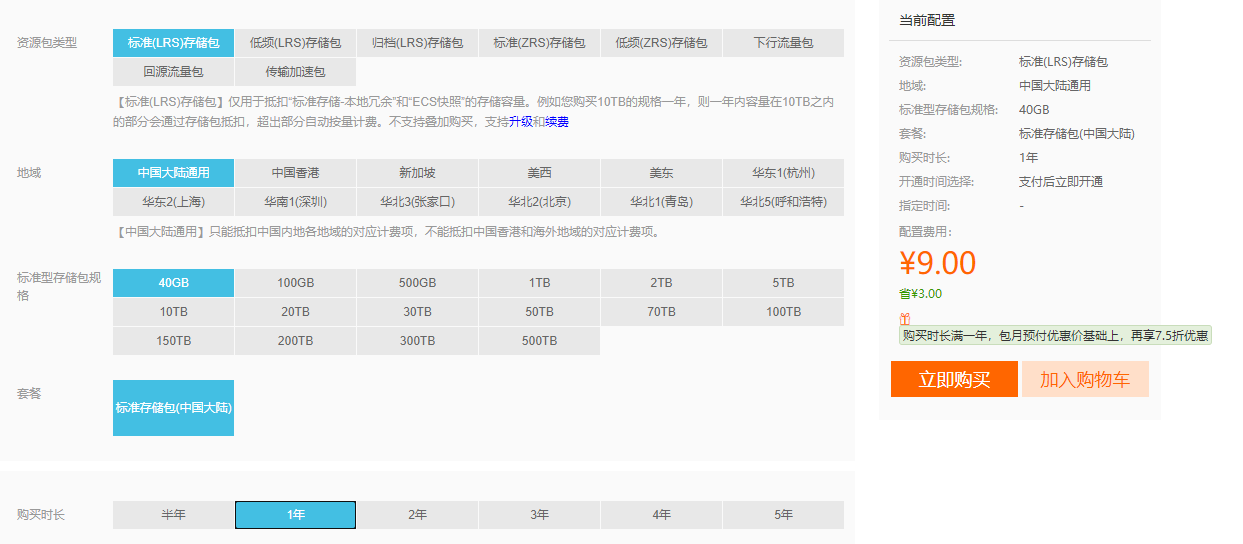 资源包类型
标准(LRS)存储包 低频(LRS)存储包 归档(LRS)存储包 标准(ZRS)存储包 低频(ZRS)存储包 下行流量包
回源流量包 传输加速包
【标准(LRS)存储包】仅用于抵扣“标准存储-本地冗余”和“ECS快照”的存储容量。例如您购买10TB的规格一年，则一年内容量在10TB之内
的部分会通过存储包抵扣，超出部分自动按量计费。不支持叠加购买，支持升级和续费
地域
中国大陆通用 中国香港 新加坡 美西 美东 华东1(杭州)
华东2(上海) 华南1(深圳) 华北3(张家口) 华北2(北京) 华北1(青岛) 华北5(呼和浩特)
【中国大陆通用】只能抵扣中国内地各地域的对应计费项，不能抵扣中国香港和海外地域的对应计费项。
标准型存储包规
格
40GB 100GB 500GB 1TB 2TB 5TB
10TB 20TB 30TB 50TB 70TB 100TB
150TB 200TB 300TB 500TB
套餐
标准存储包(中国大陆)
购买时长
半年 1年 2年 3年 4年 5年
当前配置
资源包类型: 标准(LRS)存储包
地域: 中国大陆通用
标准型存储包规格: 40GB
套餐: 标准存储包(中国大陆)
购买时长: 1年
开通时间选择: 支付后立即开通
指定时间: -
配置费用：
¥9.00
省¥3.00
购买时长满一年，包月预付优惠价基础上，再享7.5折优惠
立即购买 加入购物车